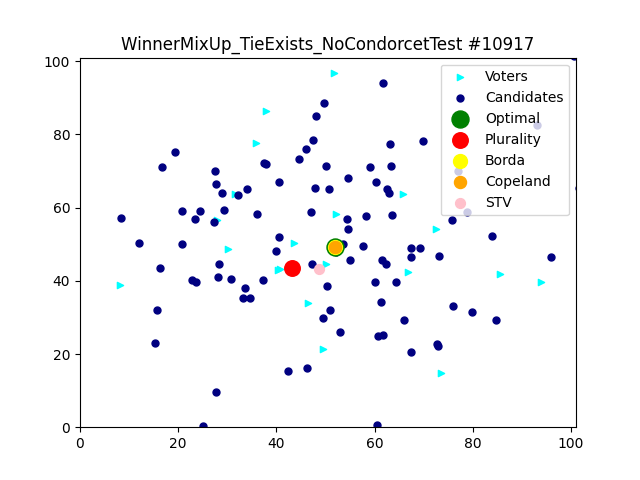 WinnerMixUp_TieExists_NoCondorcetTest #10917
Voters
Candidates
Optimal
Plurality
Borda
Copeland
STV
100
80
60
40
20
0
0 20 40 60 80 100